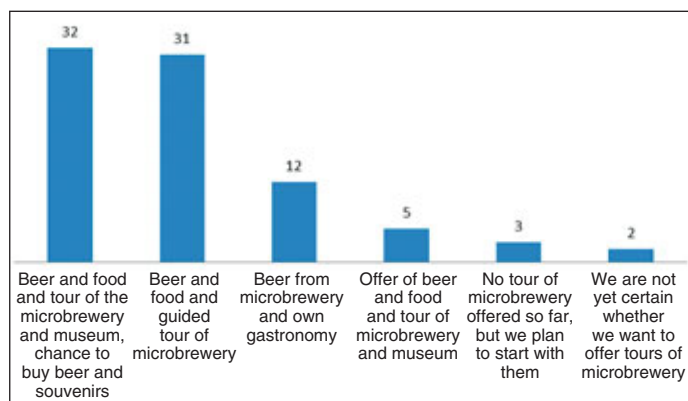 32
31
12
5
3
2
Beer and food
and tour of the
microbrewery
and museum,
chance to
buy beer and
souvenirs
Beer and
food and
guided
tour of
microbrewery
Beer from
microbrewery
and own
gastronomy
Offer of beer
and food
and tour of
microbrewery
and museum
No tour of
microbrewery
offered so far,
but we plan
to start with
them
We are not
yet certain
whether
we want to
offer tours of
microbrewery